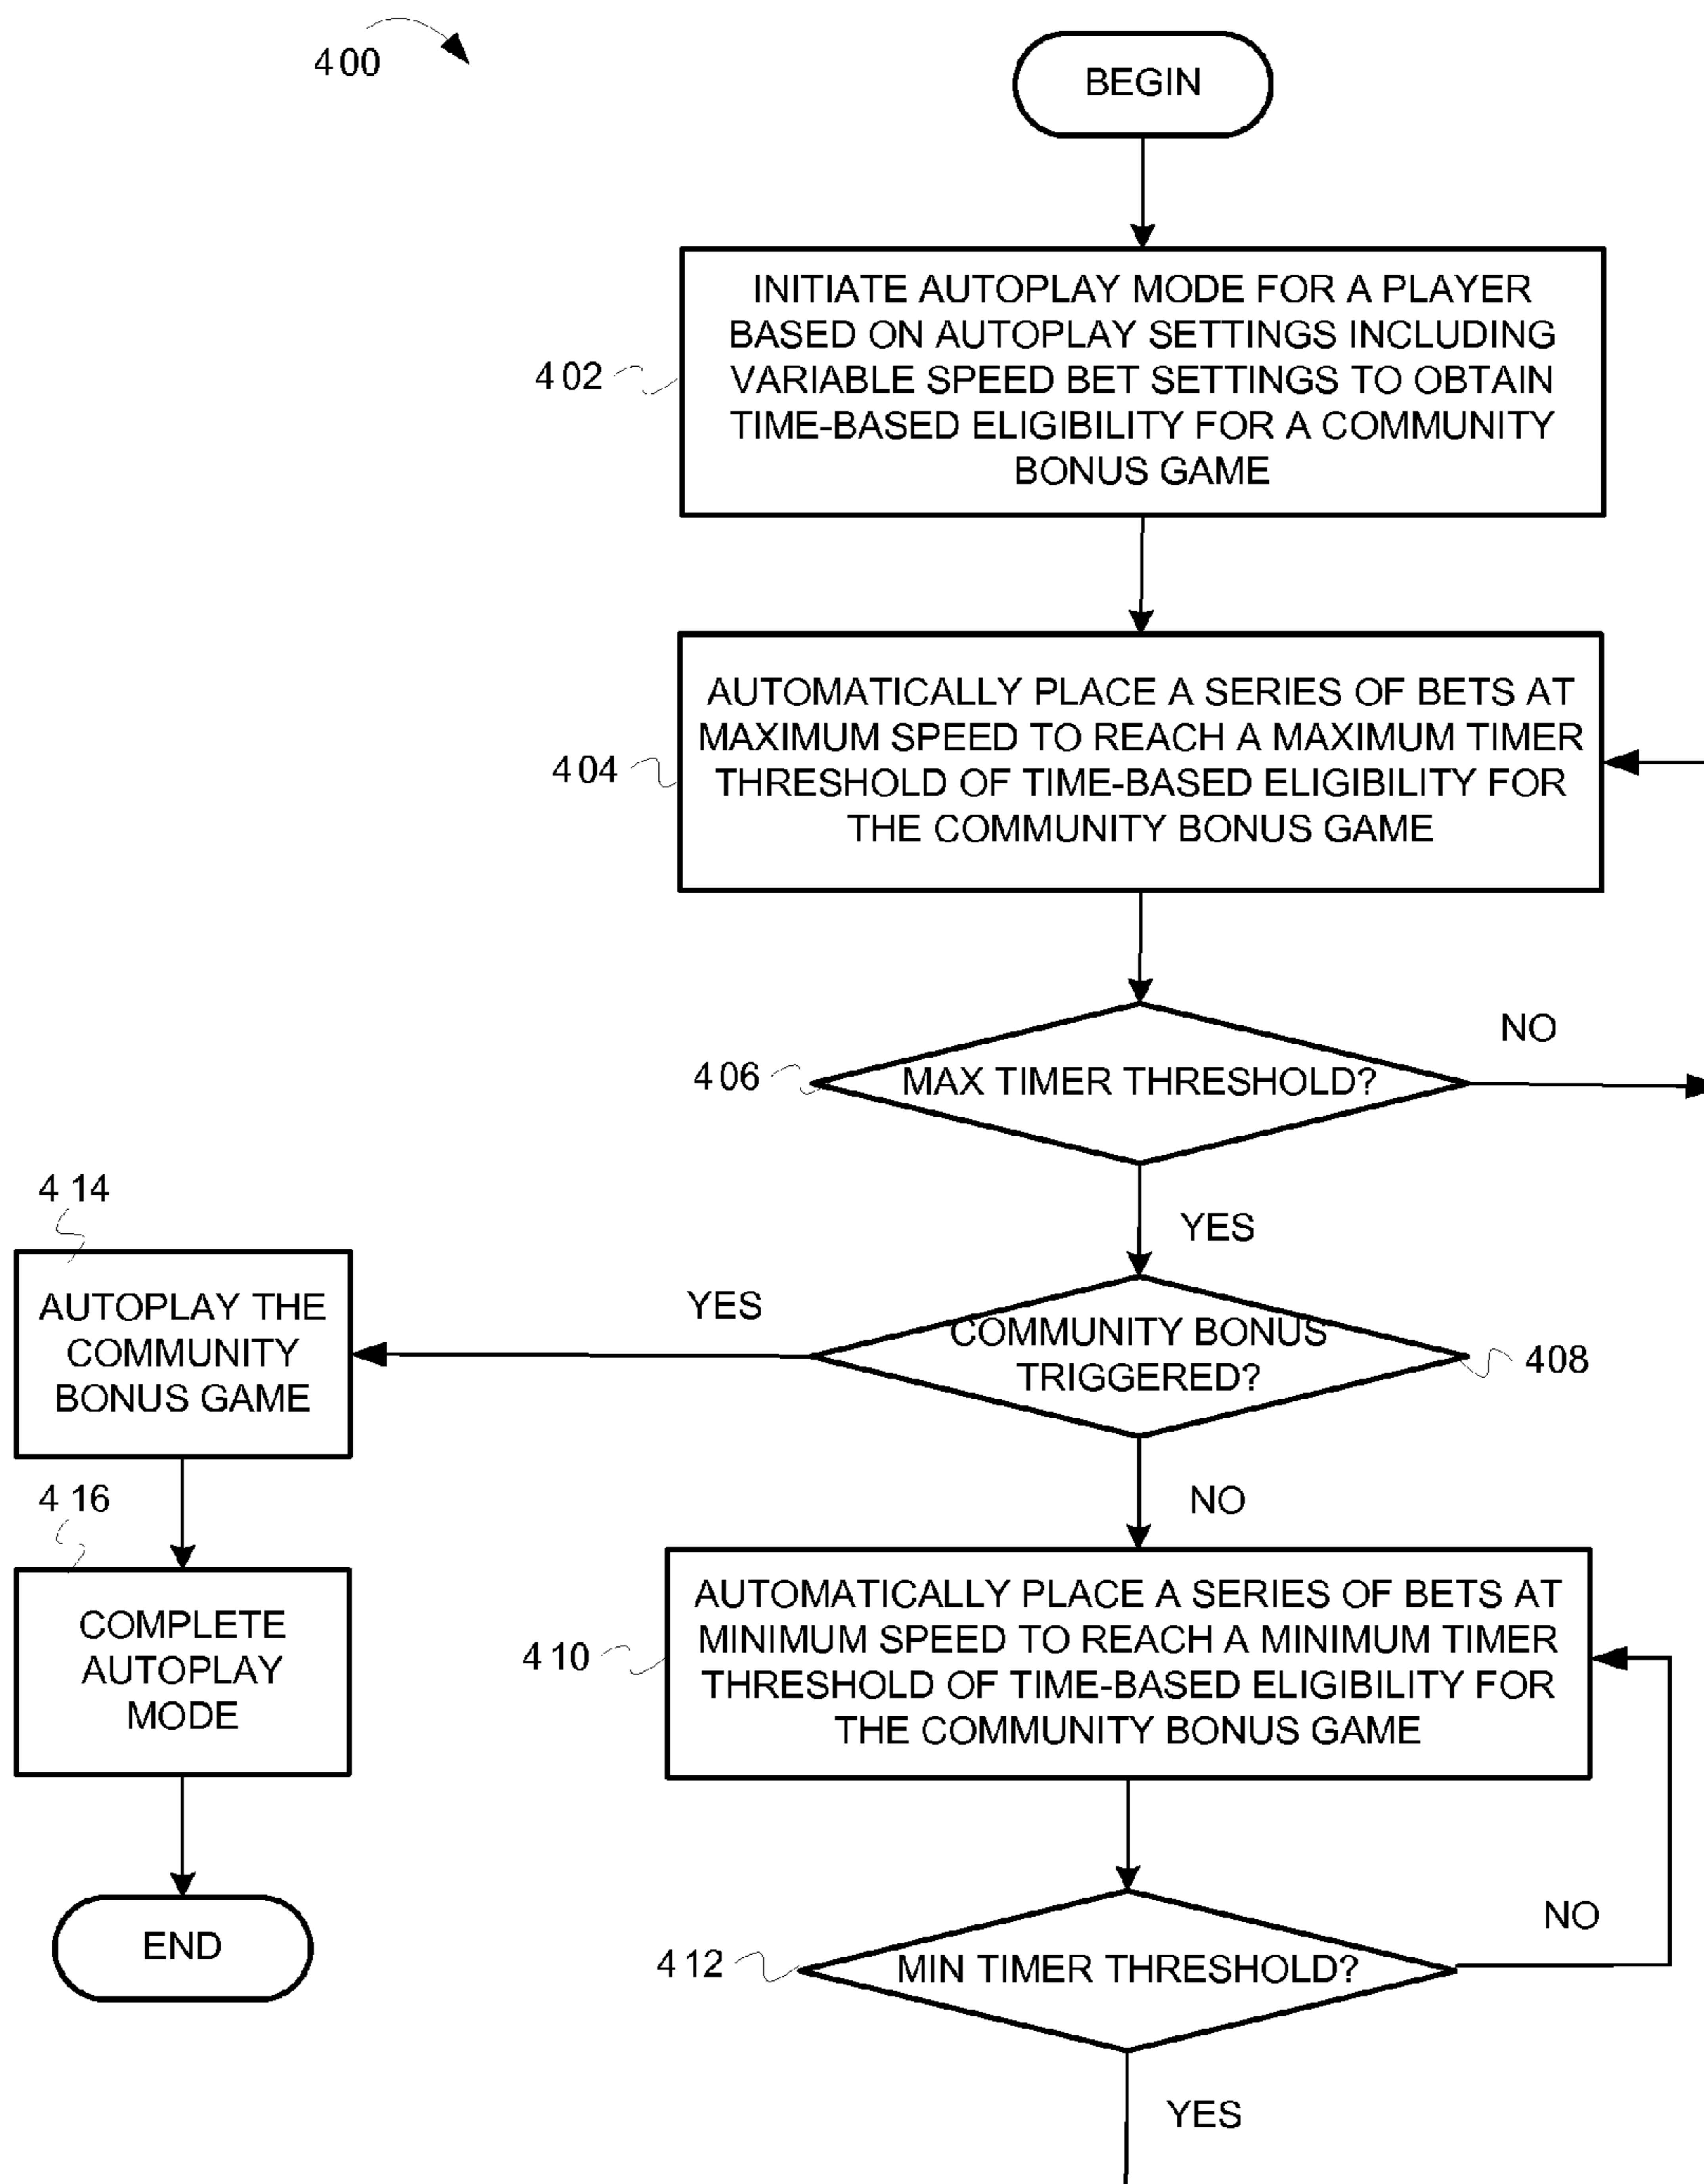 400
BEGIN
402
INITIATE AUTOPLAY MODE FOR A PLAYER
BASED ON AUTOPLAY SETTINGS INCLUDING
VARIABLE SPEED BET SETTINGS TO OBTAIN
TIME-BASED ELIGIBILITY FOR A COMMUNITY
BONUS GAME
404
AUTOMATICALLY PLACE A SERIES OF BETS AT
MAXIMUM SPEED TO REACH A MAXIMUM TIMER
THRESHOLD OF TIME-BASED ELIGIBILITY FOR
THE COMMUNITY BONUS GAME
406
MAX TIMER THRESHOLD?
NO
YES
408
COMMUNITY BONUS
TRIGGERED?
YES
NO
414
AUTOPLAY THE
COMMUNITY
BONUS GAME
416
COMPLETE
AUTOPLAY
MODE
END
410
AUTOMATICALLY PLACE A SERIES OF BETS AT
MINIMUM SPEED TO REACH A MINIMUM TIMER
THRESHOLD OF TIME-BASED ELIGIBILITY FOR
THE COMMUNITY BONUS GAME
412
MIN TIMER THRESHOLD?
NO
YES